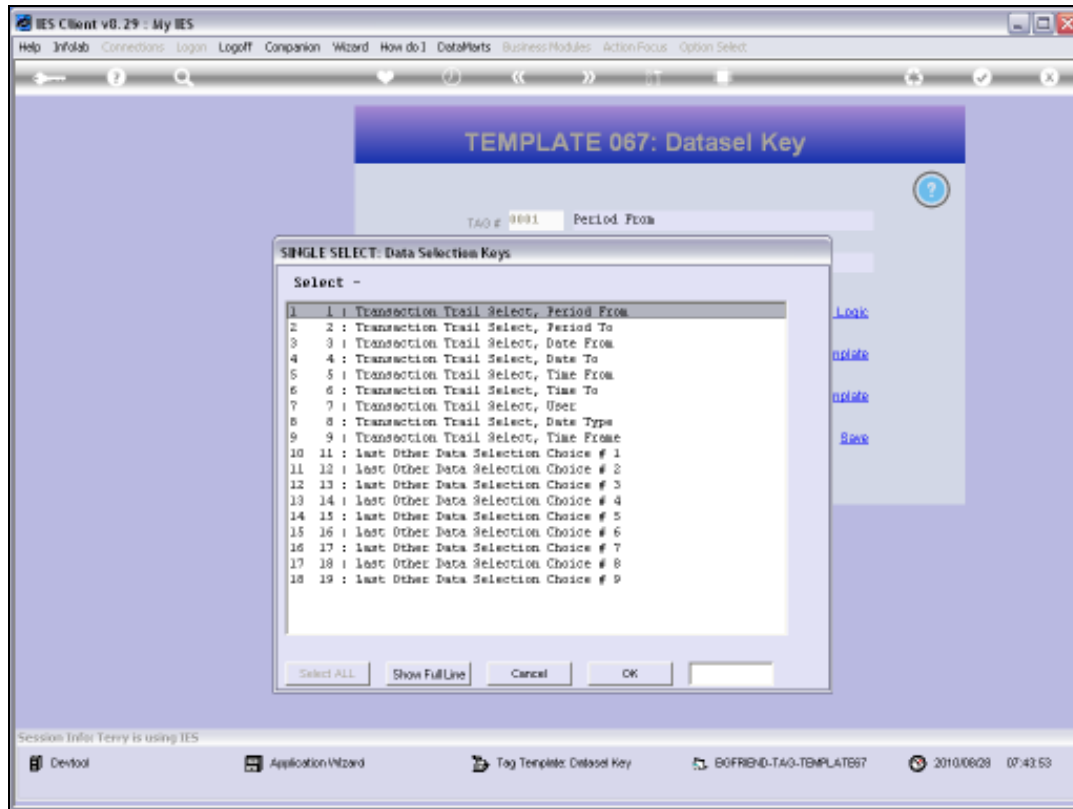 IES Client v8.29 : My IES
Help Infolab Connections Logon Logoff Companion Wizard How do I DataMarts Business Modules Action Focus Option Select
TEMPLATE 067: Datasel Key
TAG # 0001 Period From
SINGLE SELECT: Data Selection Keys
Select -
1 1 : Transaction Trail Select, Period From
2 2 : Transaction Trail Select, Period To
3 3 : Transaction Trail Select, Date From
4 4 : Transaction Trail Select, Date To
5 5 : Transaction Trail Select, Time From
6 6 : Transaction Trail Select, Time To
7 7 : Transaction Trail Select, User
8 8 : Transaction Trail Select, Date Type
9 9 : Transaction Trail Select, Time Frame
10 11 : last Other Data Selection Choice # 1
11 12 : last Other Data Selection Choice # 2
12 13 : last Other Data Selection Choice # 3
13 14 : last Other Data Selection Choice # 4
14 15 : last Other Data Selection Choice # 5
15 16 : last Other Data Selection Choice # 6
16 17 : last Other Data Selection Choice # 7
17 18 : last Other Data Selection Choice # 8
18 19 : last Other Data Selection Choice # 9
Logic
mplate
mplate
Save
Select ALL Show Full Line Cancel OK
Session Info: Terry is using IES
Devtool Application Wizard Tag Template: Datasel Key BGFRIEND-TAG-TEMPLATE67 2010/08/28 07:43:53